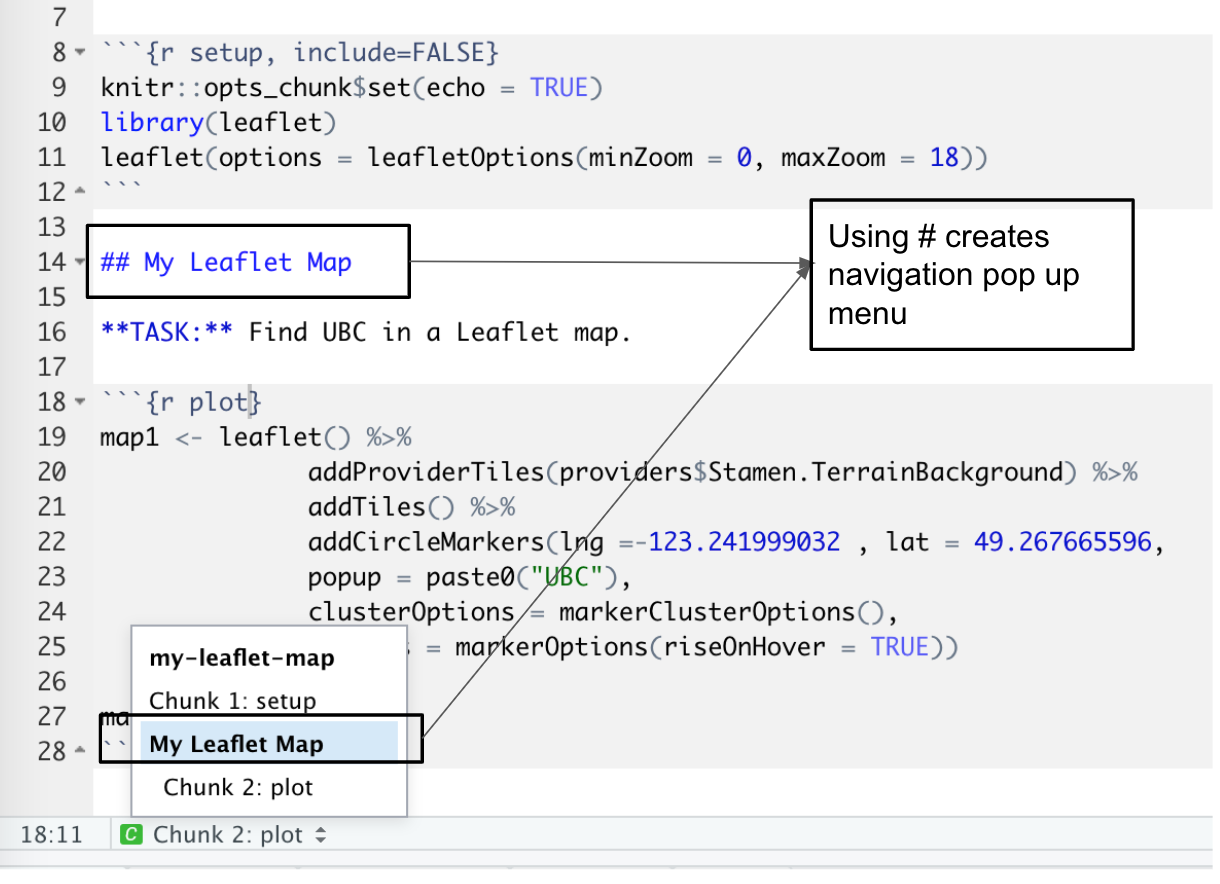 7
8 ```{r setup, include=FALSE}
9 knitr::opts_chunk$set(echo = TRUE)
10 library(leaflet)
11 leaflet(options = leafletOptions(minZoom = 0, maxZoom = 18))
12 ```
13
14 ## My Leaflet Map
15
16 **TASK:** Find UBC in a Leaflet map.
17
18 ```{r plot}
19 map1 <- leaflet() %>%
20 addProviderTiles(providers$Stamen.TerrainBackground) %>%
21 addTiles() %>%
22 addCircleMarkers(lng =-123.241999032 , lat = 49.267665596,
23 popup = paste0("UBC"),
24 clusterOptions = markerClusterOptions(),
25 = markerOptions(riseOnHover = TRUE))
26
27 ma
28 ``
Using # creates
navigation pop up
menu
my-leaflet-map
Chunk 1: setup
My Leaflet Map
Chunk 2: plot
18:11 C Chunk 2: plot